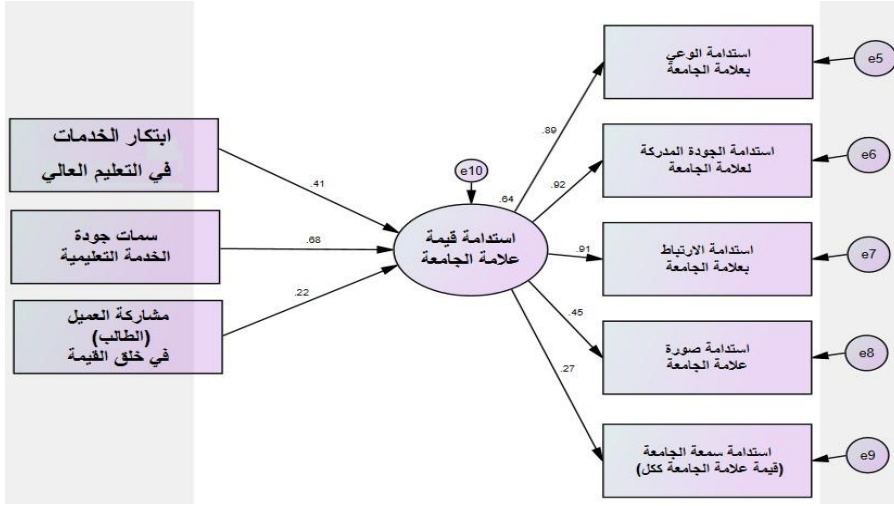 ابتكار الخدمات
في التعليم العالي
.41
سمات جودة
الخدمة التعليمية
.68
مشاركة العميل
(الطالب)
في خلق القيمة
.22
e10
.64
استدامة قيمة
علامة الجامعة
.89
استدامة الوعي
بعلامة الجامعة
e5
.92
استدامة الجودة المدركة
لعلامة الجامعة
e6
.91
استدامة الارتباط
بعلامة الجامعة
e7
.45
استدامة صورة
علامة الجامعة
e8
.27
استدامة سمعة الجامعة
(قيمة علامة الجامعة ككل)
e9